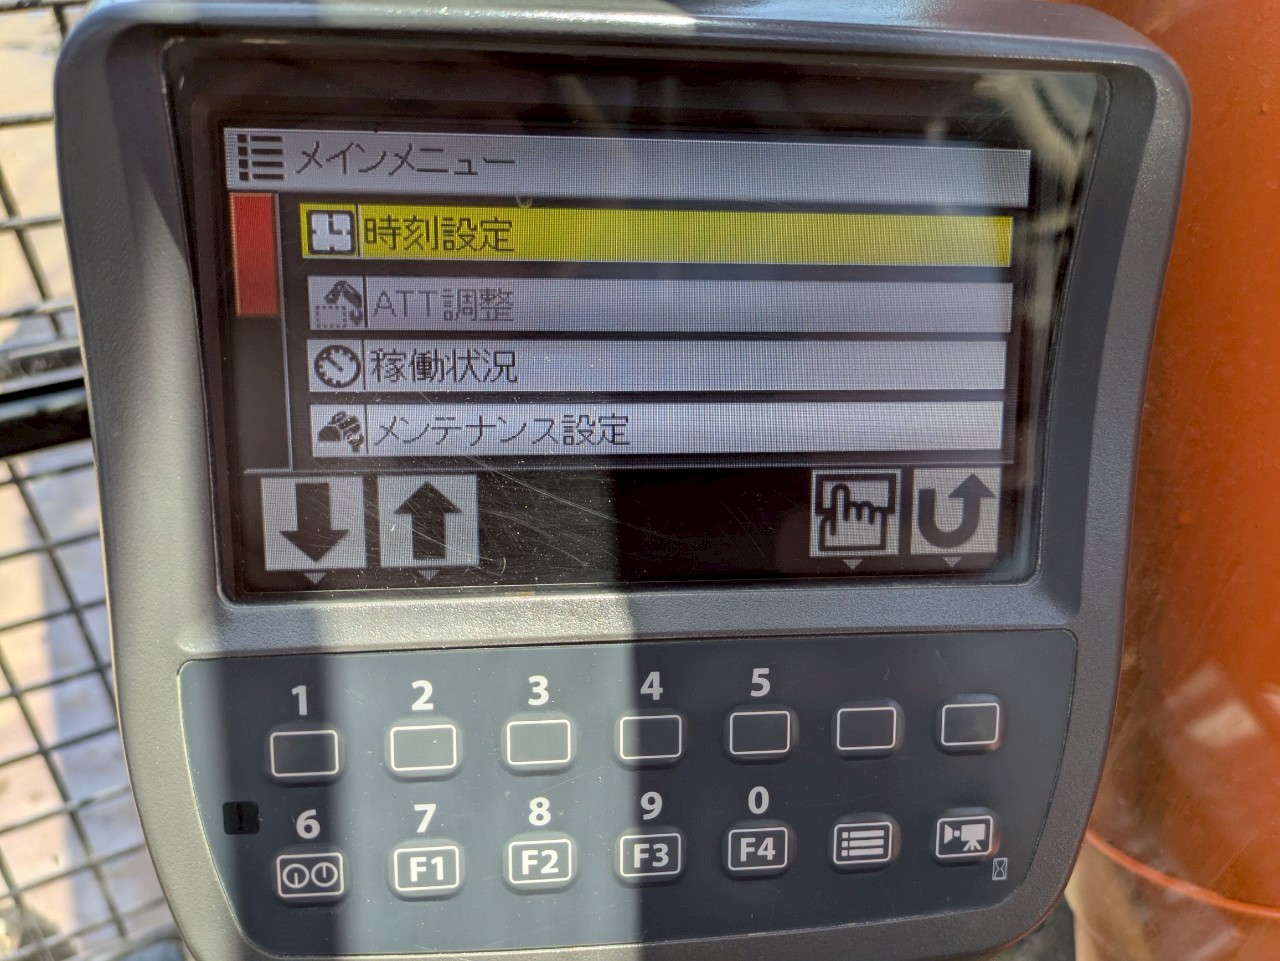 メインメニュー
時刻設定
ATT調整
稼働状況
メンテナンス設定
1 2 3 4 5
6 7 8 9 0
F1 F2 F3 F4